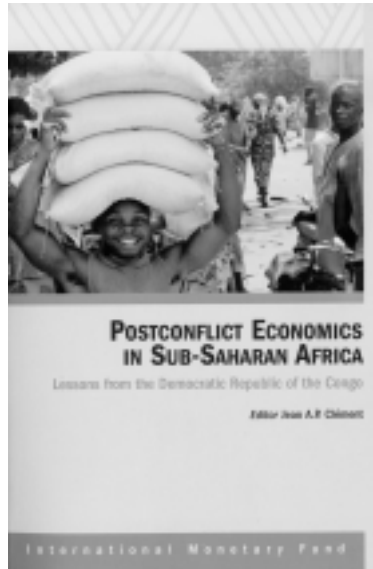 POSTCONFLICT ECONOMICS
IN SUB-SAHARAN AFRICA
Lessons from the Democratic Republic of the Congo
Editor Jean A.P. Clément
International Monetary Fund